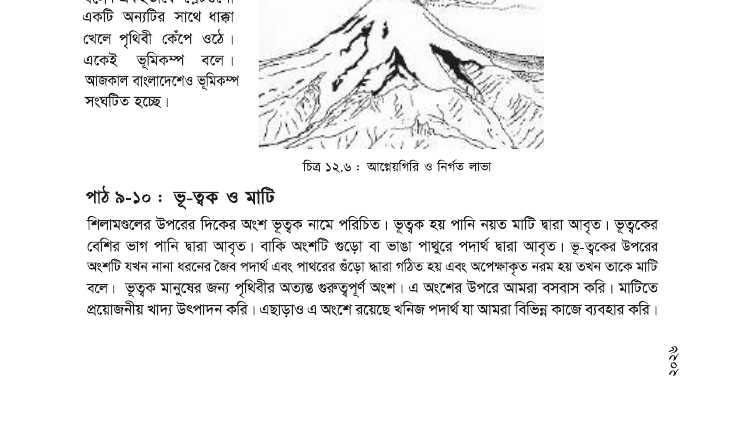 একটি অন্যটির সাথে ধাক্কা
খেলে পৃথিবী কেঁপে ওঠে।
একেই ভূমিকম্প বলে।
আজকাল বাংলাদেশেও ভূমিকম্প
সংঘটিত হচ্ছে।
চিত্র ১২.৬ : আগ্নেয়গিরি ও নির্গত লাভা
পাঠ ৯-১০ : ভূ-ত্বক ও মাটি
শিলামণ্ডলের উপরের দিকের অংশ ভূত্বক নামে পরিচিত। ভূত্বক হয় পানি নয়ত মাটি দ্বারা আবৃত। ভূত্বকের
বেশির ভাগ পানি দ্বারা আবৃত। বাকি অংশটি গুড়ো বা ভাঙা পাথুরে পদার্থ দ্বারা আবৃত। ভূ-ত্বকের উপরের
অংশটি যখন নানা ধরনের জৈব পদার্থ এবং পাথরের গুঁড়ো দ্ধারা গঠিত হয় এবং অপেক্ষাকৃত নরম হয় তখন তাকে মাটি
বলে। ভূত্বক মানুষের জন্য পৃথিবীর অত্যন্ত গুরুত্বপূর্ণ অংশ। এ অংশের উপরে আমরা বসবাস করি। মাটিতে
প্রয়োজনীয় খাদ্য উৎপাদন করি। এছাড়াও এ অংশে রয়েছে খনিজ পদার্থ যা আমরা বিভিন্ন কাজে ব্যবহার করি।
২০২৬